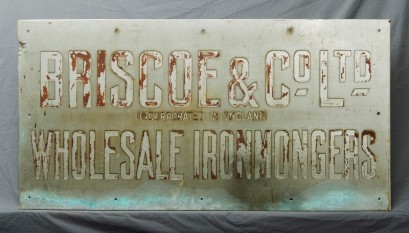 BRISCOE & Co LTD
(INCORPORATED IN ENGLAND)
WHOLESALE IRONMONGERS